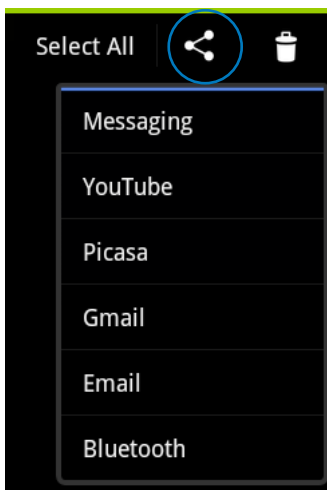 Select All
Messaging
YouTube
Picasa
Gmail
Email
Bluetooth